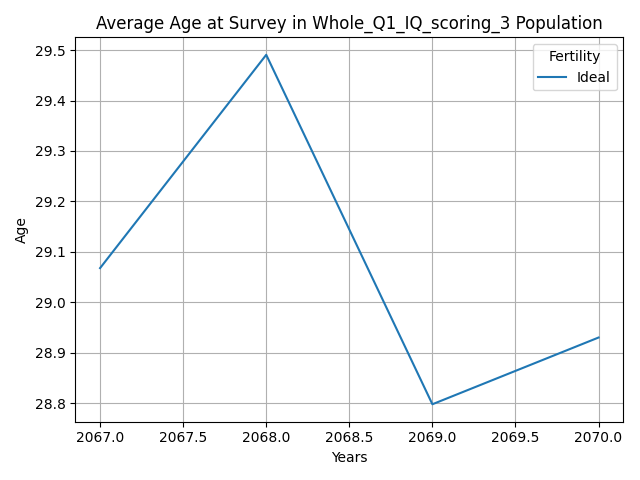 Average Age at Survey in Whole_Q1_IQ_scoring_3 Population
Fertility
Ideal
29.5
29.4
29.3
29.2
29.1
29.0
28.9
28.8
Age
2067.0 2067.5 2068.0 2068.5 2069.0 2069.5 2070.0
Years